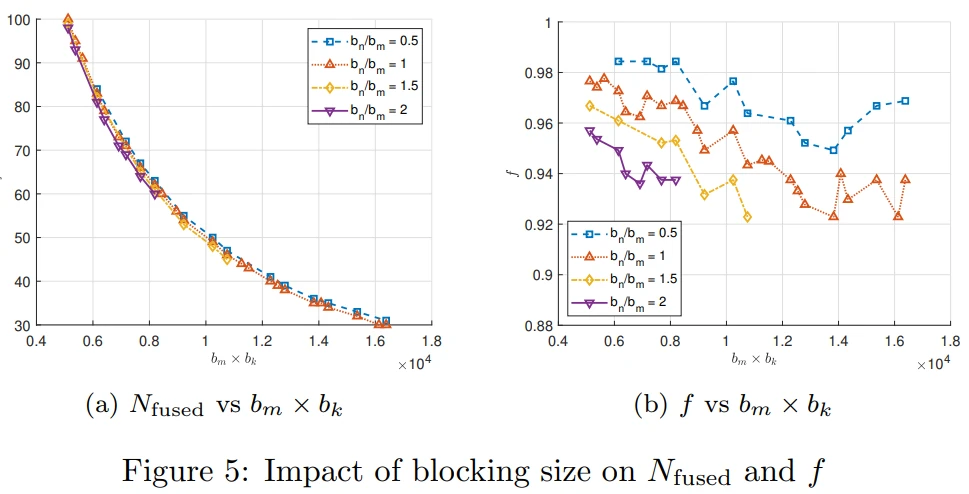 100
90
80
70
60
50
40
30
0.4 0.6 0.8 1 1.2 1.4 1.6 1.8
×10⁴
b_m × b_k
b_n/b_m = 0.5
b_n/b_m = 1
b_n/b_m = 1.5
b_n/b_m = 2
(a) N_fused vs b_m × b_k
1
0.98
0.96
0.94
0.92
0.9
0.88
f
0.4 0.6 0.8 1 1.2 1.4 1.6 1.8
×10⁴
b_m × b_k
b_n/b_m = 0.5
b_n/b_m = 1
b_n/b_m = 1.5
b_n/b_m = 2
(b) f vs b_m × b_k
Figure 5: Impact of blocking size on N_fused and f